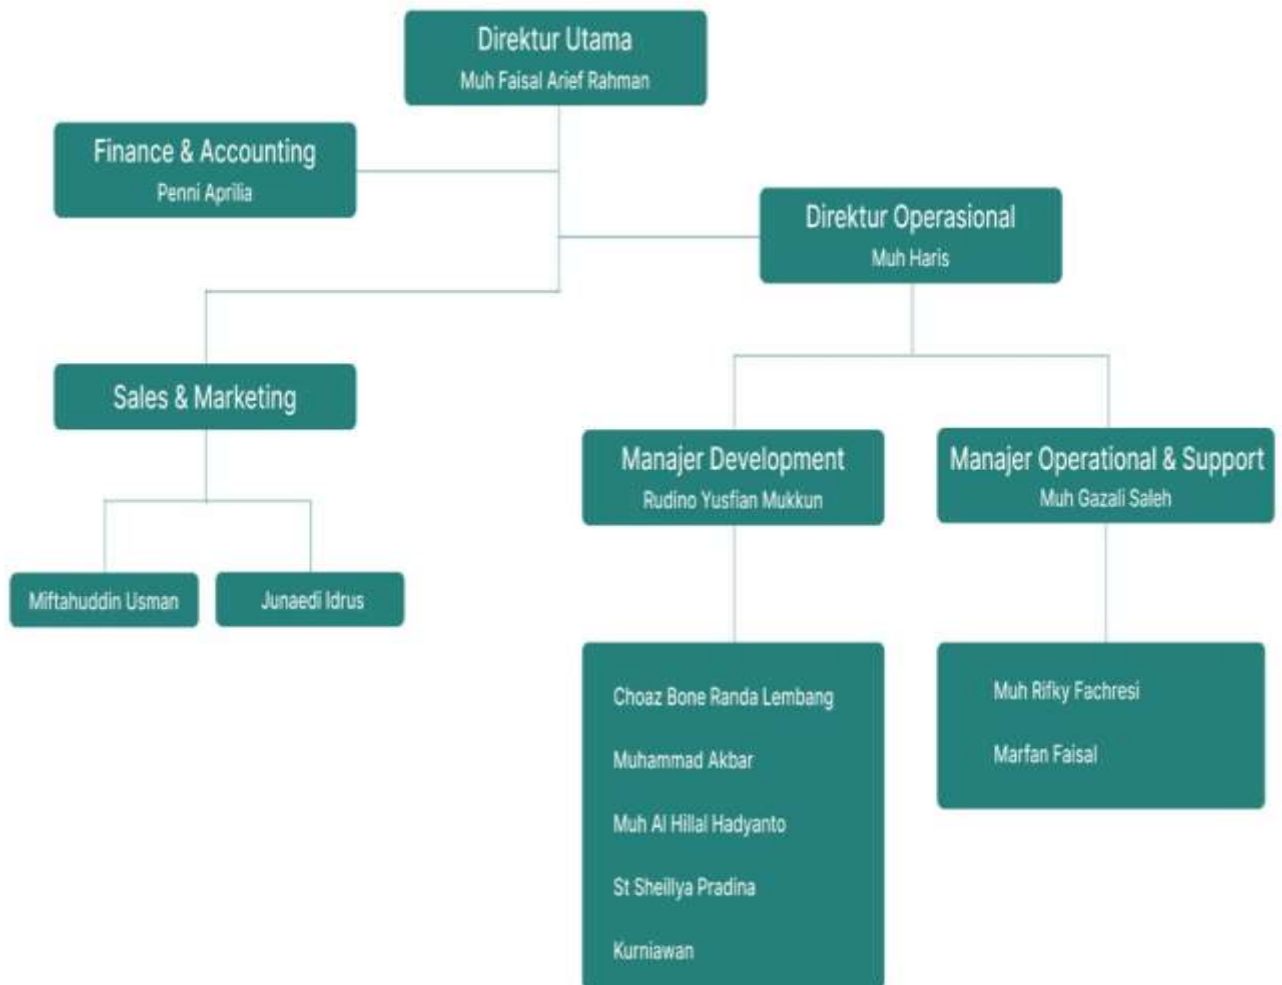 Direktur Utama
Muh Faisal Arief Rahman
Finance & Accounting
Penni Aprilia
Direktur Operasional
Muh Haris
Sales & Marketing
Miftahuddin Usman
Junaedi Idrus
Manajer Development
Rudino Yusfian Mukkun
Manajer Operational & Support
Muh Gazali Saleh
Choaz Bone Randa Lembang
Muhammad Akbar
Muh Al Hillal Hadyanto
St Sheillya Pradina
Kurniawan
Muh Rifky Fachresi
Marfan Faisal